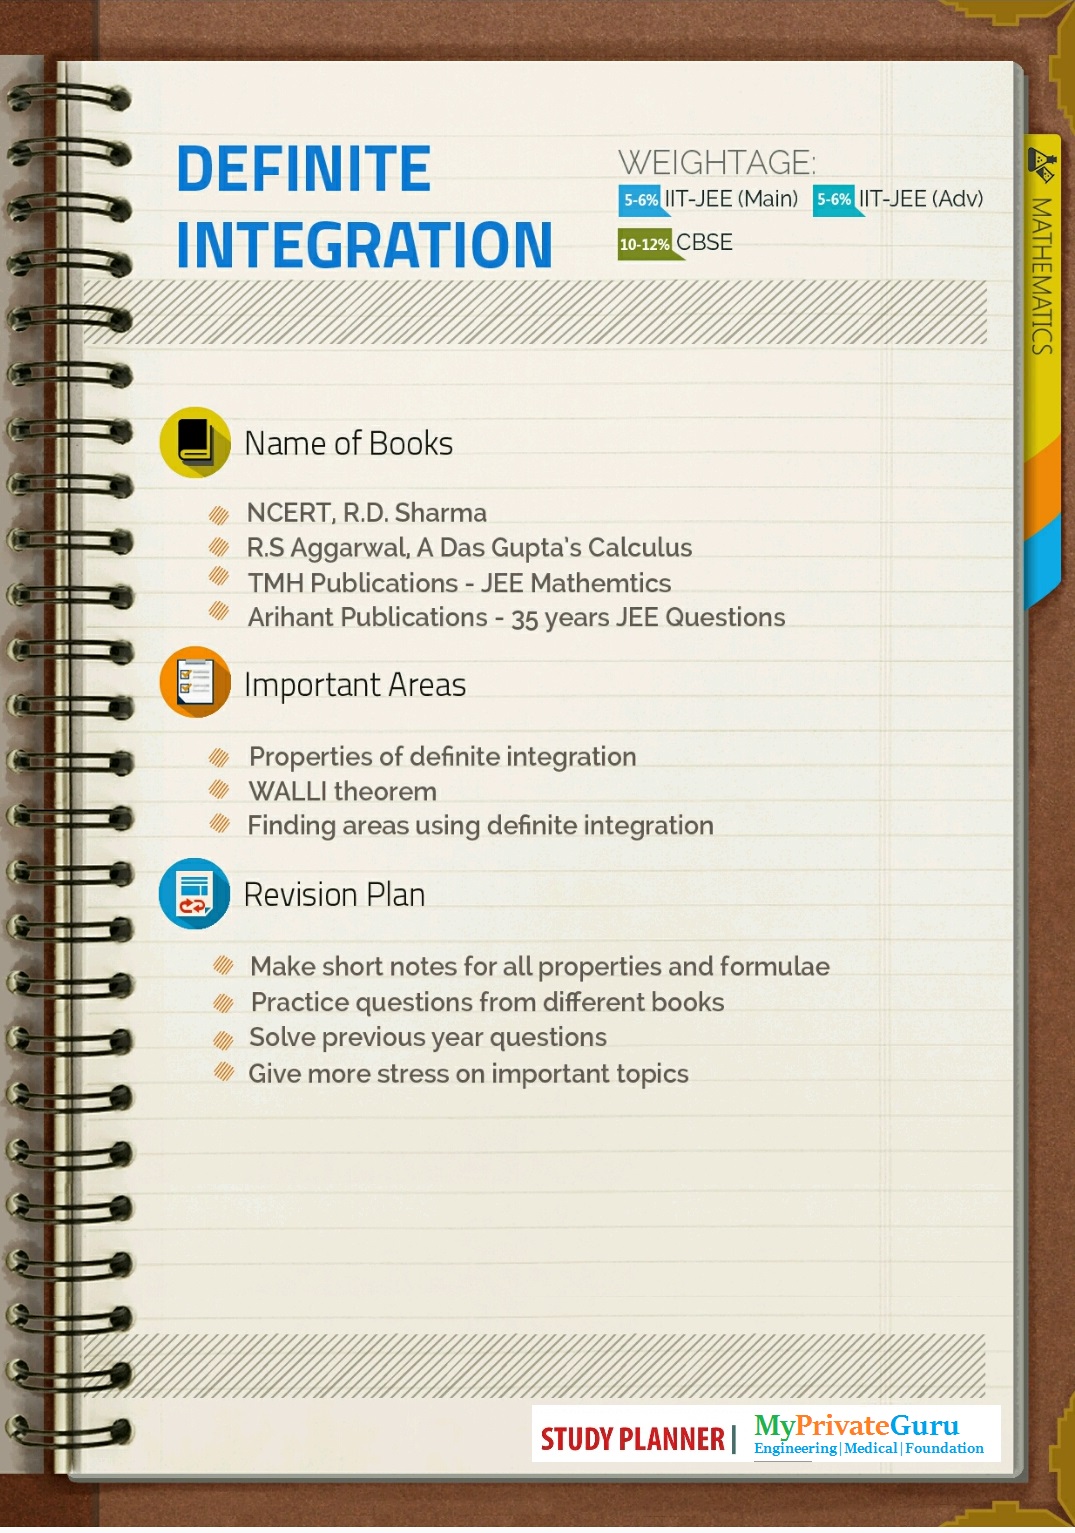 DEFINITE
INTEGRATION
WEIGHTAGE:
5-6% IIT-JEE (Main) 5-6% IIT-JEE (Adv)
10-12% CBSE
MATHEMATICS
Name of Books
NCERT, R.D. Sharma
R.S Aggarwal, A Das Gupta's Calculus
TMH Publications - JEE Mathemtics
Arihant Publications - 35 years JEE Questions
Important Areas
Properties of definite integration
WALLI theorem
Finding areas using definite integration
Revision Plan
Make short notes for all properties and formulae
Practice questions from different books
Solve previous year questions
Give more stress on important topics
STUDY PLANNER | MyPrivateGuru
Engineering|Medical|Foundation